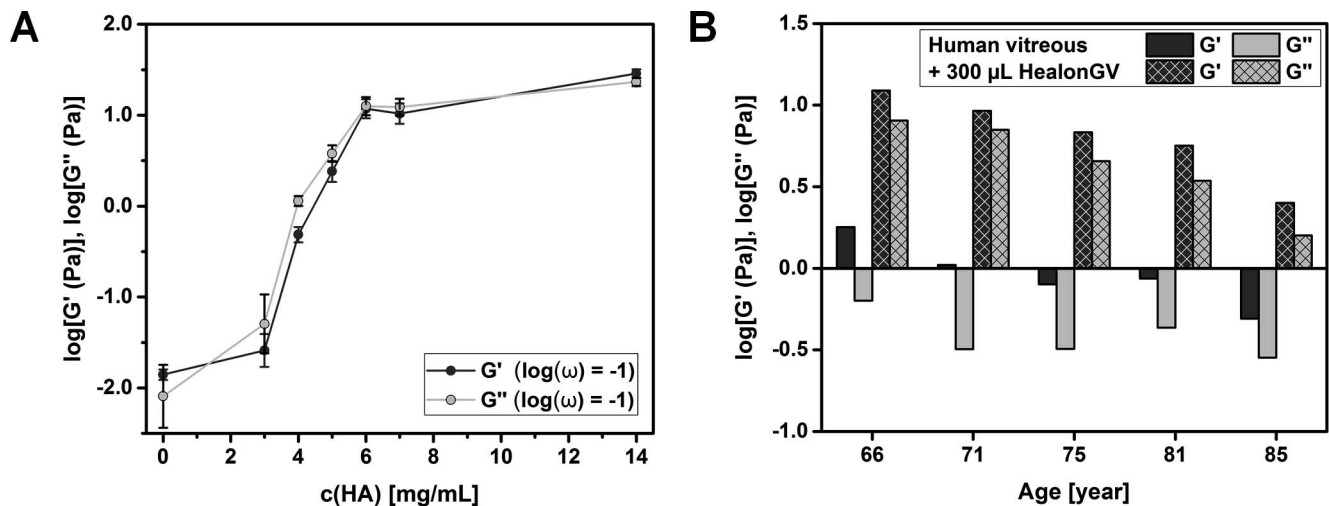 A
log[G' (Pa)], log[G" (Pa)]
2.0
1.0
0.0
-1.0
-2.0
G' (log(ω) = -1)
G" (log(ω) = -1)
0 2 4 6 8 10 12 14
c(HA) [mg/mL]
B
log[G' (Pa)], log[G" (Pa)]
1.5
1.0
0.5
0.0
-0.5
-1.0
Human vitreous G' G"
+ 300 µL HealonGV G' G"
66 71 75 81 85
Age [year]